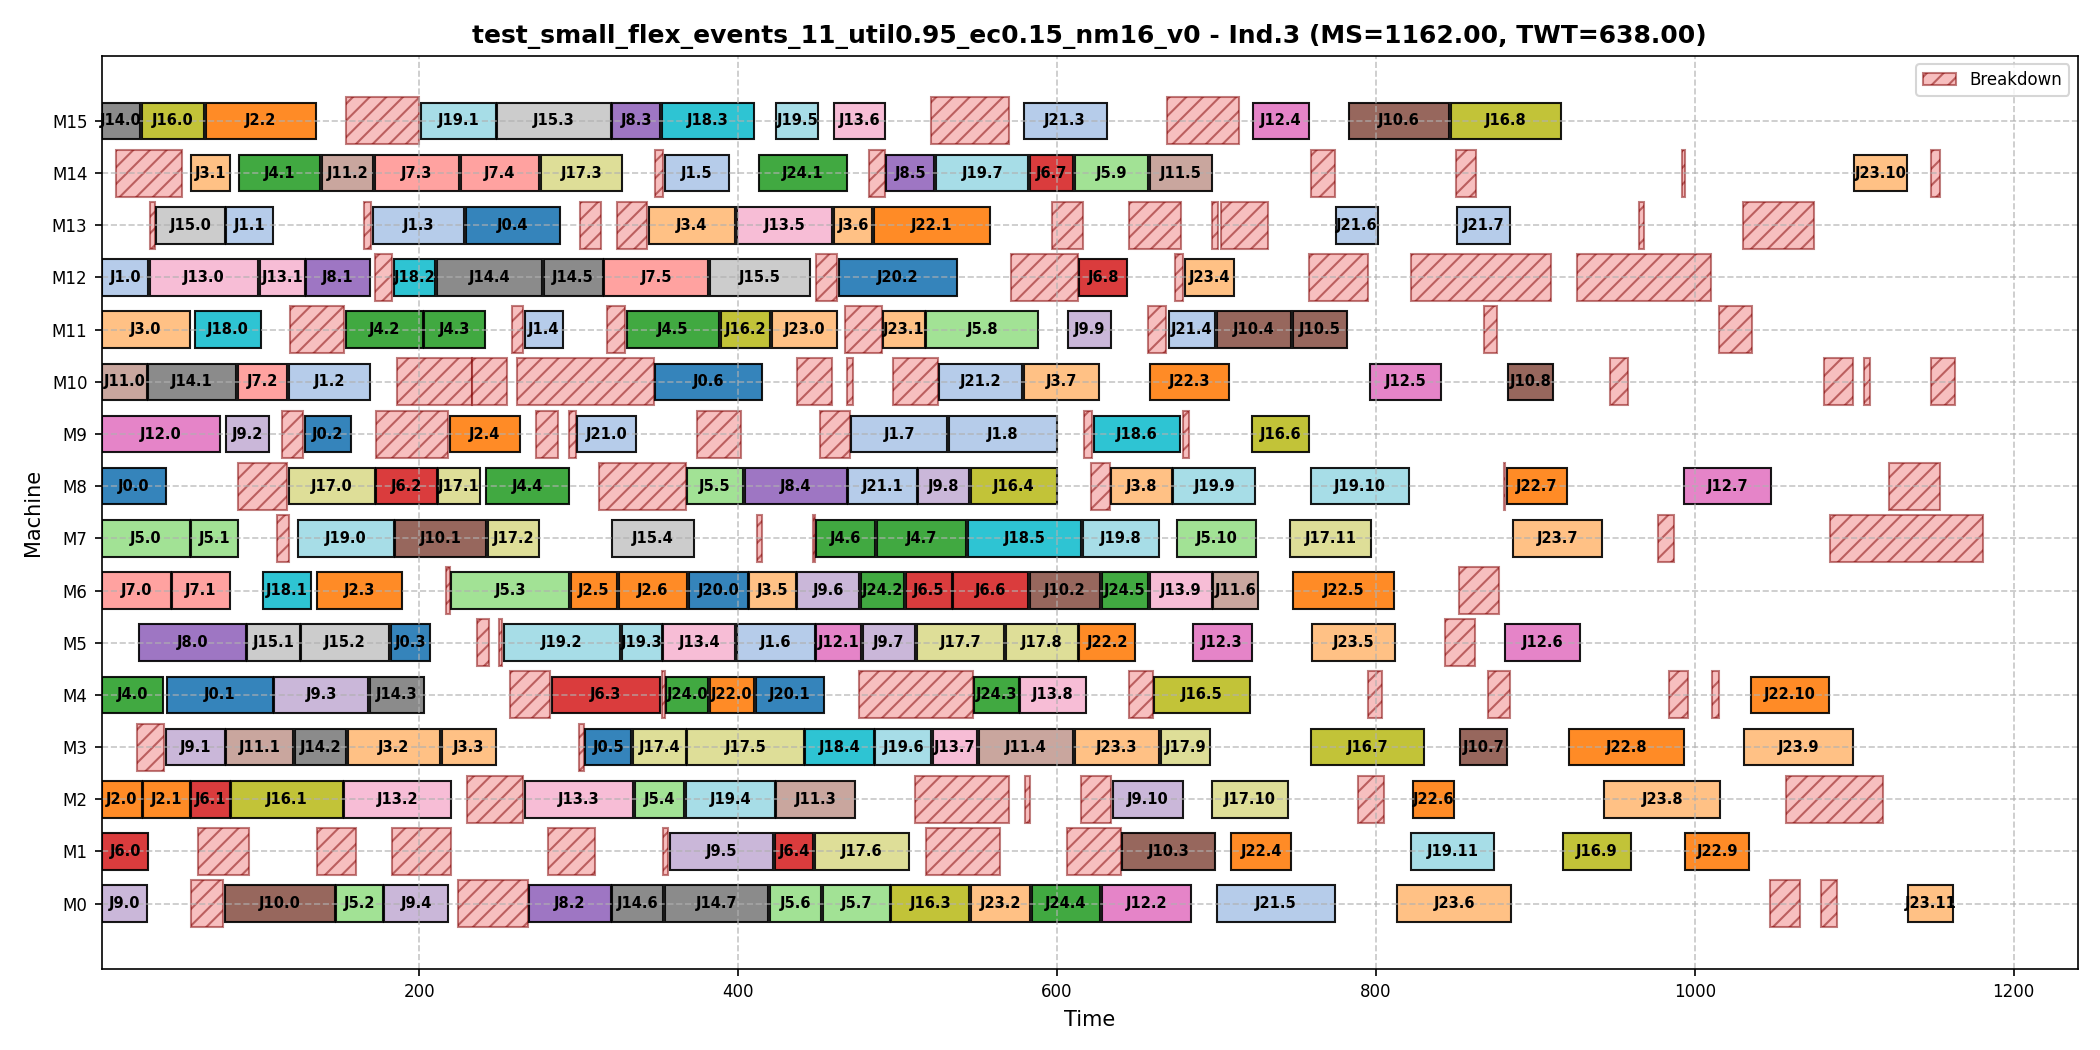 test_small_flex_events_11_util0.95_ec0.15_nm16_v0 - Ind.3 (MS=1162.00, TWT=638.00)
Breakdown
M15 J14.0 J16.0 J2.2 J19.1 J15.3 J8.3 J18.3 J19.5 J13.6 J21.3 J12.4 J10.6 J16.8
M14 J3.1 J4.1 J11.2 J7.3 J7.4 J17.3 J1.5 J24.1 J8.5 J19.7 J6.7 J5.9 J11.5 J23.10
M13 J15.0 J1.1 J1.3 J0.4 J3.4 J13.5 J3.6 J22.1 J21.6 J21.7
M12 J1.0 J13.0 J13.1 J8.1 J18.2 J14.4 J14.5 J7.5 J15.5 J20.2 J6.8 J23.4
M11 J3.0 J18.0 J4.2 J4.3 J1.4 J4.5 J16.2 J23.0 J23.1 J5.8 J9.9 J21.4 J10.4 J10.5
M10 J11.0 J14.1 J7.2 J1.2 J0.6 J21.2 J3.7 J22.3 J12.5 J10.8
M9 J12.0 J9.2 J0.2 J2.4 J21.0 J1.7 J1.8 J18.6 J16.6
M8 J0.0 J17.0 J6.2 J17.1 J4.4 J5.5 J8.4 J21.1 J9.8 J16.4 J3.8 J19.9 J19.10 J22.7 J12.7
M7 J5.0 J5.1 J19.0 J10.1 J17.2 J15.4 J4.6 J4.7 J18.5 J19.8 J5.10 J17.11 J23.7
M6 J7.0 J7.1 J18.1 J2.3 J5.3 J2.5 J2.6 J20.0 J3.5 J9.6 J24.2 J6.5 J6.6 J10.2 J24.5 J13.9 J11.6 J22.5
M5 J8.0 J15.1 J15.2 J0.3 J19.2 J19.3 J13.4 J1.6 J12.1 J9.7 J17.7 J17.8 J22.2 J12.3 J23.5 J12.6
M4 J4.0 J0.1 J9.3 J14.3 J6.3 J24.0 J22.0 J20.1 J24.3 J13.8 J16.5 J22.10
M3 J9.1 J11.1 J14.2 J3.2 J3.3 J0.5 J17.4 J17.5 J18.4 J19.6 J13.7 J11.4 J23.3 J17.9 J16.7 J10.7 J22.8 J23.9
M2 J2.0 J2.1 J6.1 J16.1 J13.2 J13.3 J5.4 J19.4 J11.3 J9.10 J17.10 J22.6 J23.8
M1 J6.0 J9.5 J6.4 J17.6 J10.3 J22.4 J19.11 J16.9 J22.9
M0 J9.0 J10.0 J5.2 J9.4 J8.2 J14.6 J14.7 J5.6 J5.7 J16.3 J23.2 J24.4 J12.2 J21.5 J23.6 J23.11
Machine
200 400 600 800 1000 1200
Time